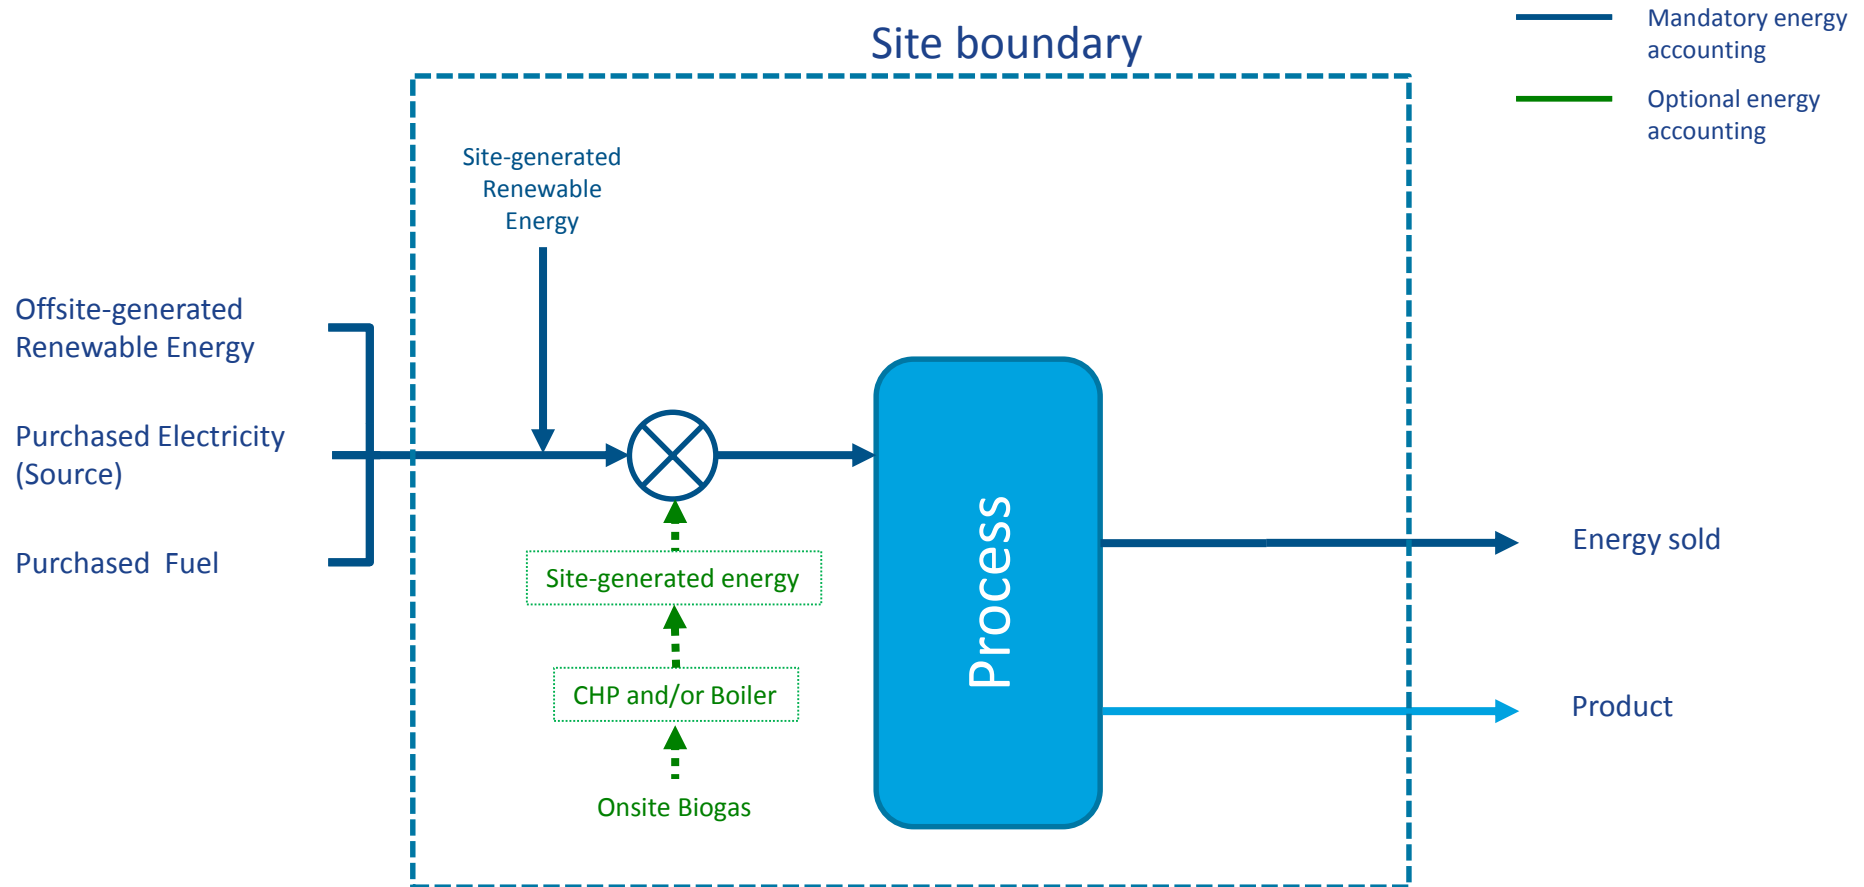 Site boundary
Mandatory energy
accounting
Optional energy
accounting
Site-generated
Renewable
Energy
Offsite-generated
Renewable Energy
Purchased Electricity
(Source)
Purchased  Fuel
Site-generated energy
CHP and/or Boiler
Onsite Biogas
Process
Energy sold
Product